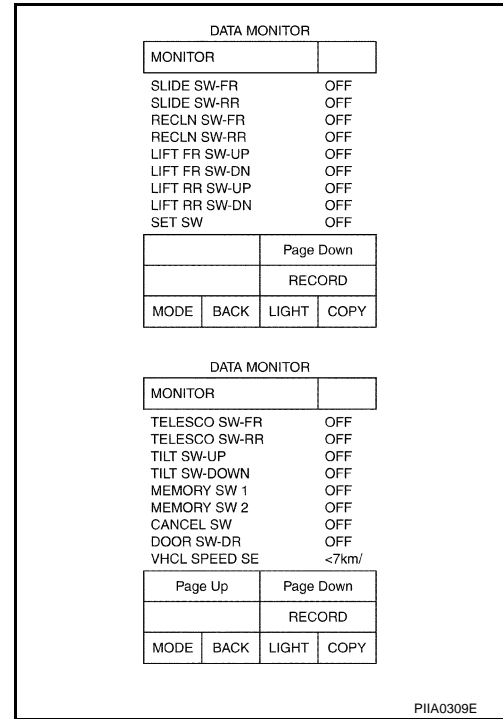 DATA MONITOR
MONITOR
SLIDE SW-FR OFF
SLIDE SW-RR OFF
RECLN SW-FR OFF
RECLN SW-RR OFF
LIFT FR SW-UP OFF
LIFT FR SW-DN OFF
LIFT RR SW-UP OFF
LIFT RR SW-DN OFF
SET SW OFF
Page Down
RECORD
MODE BACK LIGHT COPY
DATA MONITOR
MONITOR
TELESCO SW-FR OFF
TELESCO SW-RR OFF
TILT SW-UP OFF
TILT SW-DOWN OFF
MEMORY SW 1 OFF
MEMORY SW 2 OFF
CANCEL SW OFF
DOOR SW-DR OFF
VHCL SPEED SE <7km/
Page Up Page Down
RECORD
MODE BACK LIGHT COPY
PIIA0309E